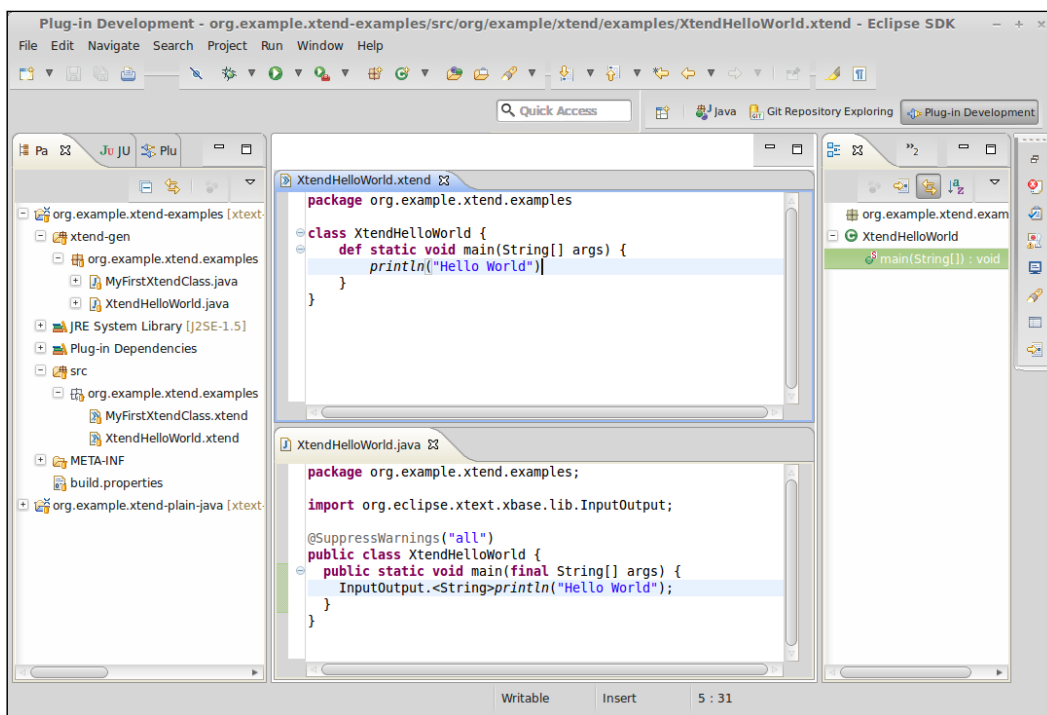 Plug-in Development - org.example.xtend-examples/src/org/example/xtend/examples/XtendHelloWorld.xtend - Eclipse SDK
File Edit Navigate Search Project Run Window Help
Quick Access
Java
Git Repository Exploring
Plug-in Development
Pa
Ju JU
Plu
org.example.xtend-examples [xtext-
xtend-gen
org.example.xtend.examples
MyFirstXtendClass.java
XtendHelloWorld.java
JRE System Library [J2SE-1.5]
Plug-in Dependencies
src
org.example.xtend.examples
MyFirstXtendClass.xtend
XtendHelloWorld.xtend
META-INF
build.properties
org.example.xtend-plain-java [xtext-
XtendHelloWorld.xtend
package org.example.xtend.examples
class XtendHelloWorld {
def static void main(String[] args) {
println("Hello World")
}
}
XtendHelloWorld.java
package org.example.xtend.examples;
import org.eclipse.xtext.xbase.lib.InputOutput;
@SuppressWarnings("all")
public class XtendHelloWorld {
public static void main(final String[] args) {
InputOutput.<String>println("Hello World");
}
}
»2
org.example.xtend.exam
XtendHelloWorld
main(String[]) : void
Writable
Insert
5 : 31